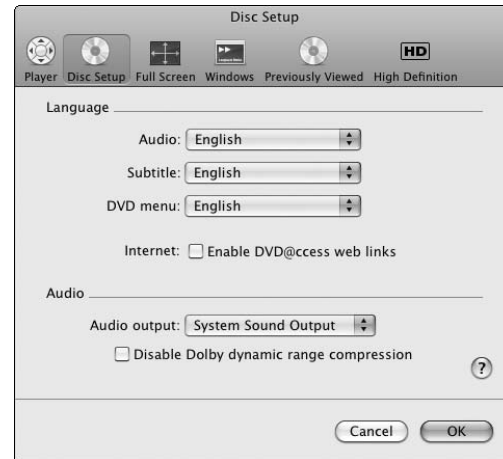 Disc Setup
HD
Player Disc Setup Full Screen Windows Previously Viewed High Definition
Language
Audio: English
Subtitle: English
DVD menu: English
Internet: Enable DVD@ccess web links
Audio
Audio output: System Sound Output
Disable Dolby dynamic range compression
?
Cancel OK